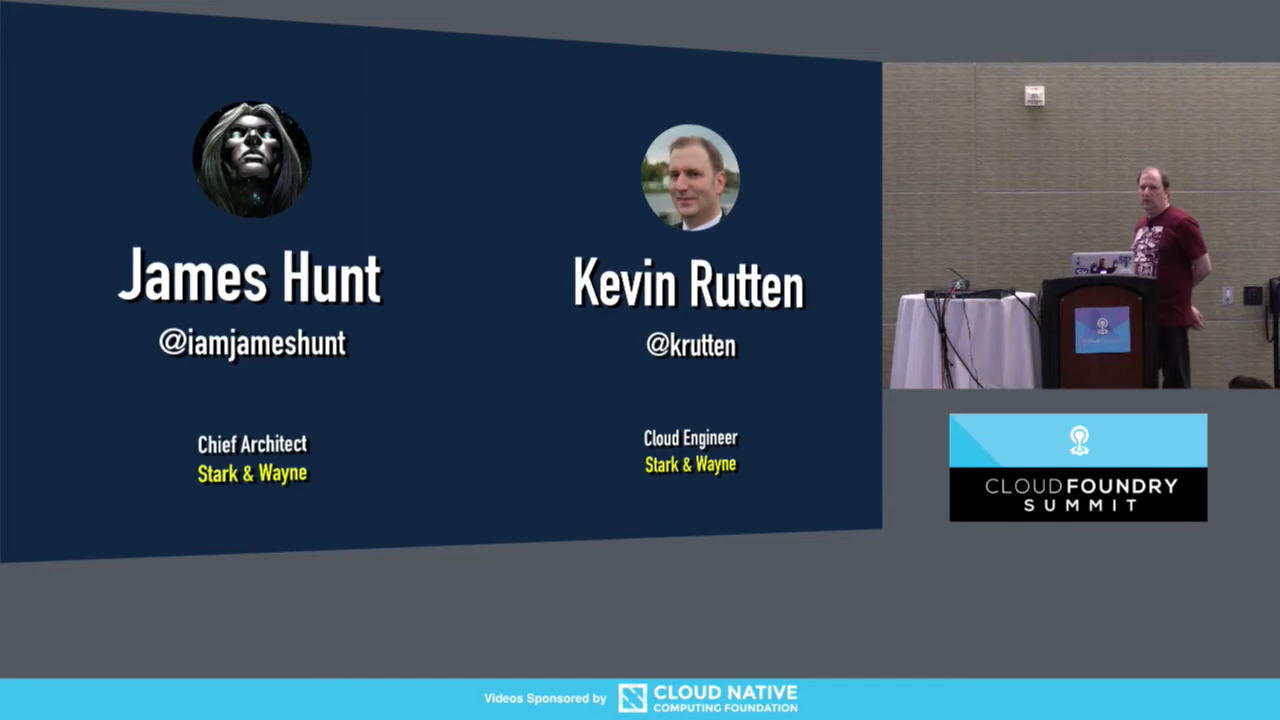 James Hunt
@iamjameshunt
Chief Architect
Stark & Wayne
Kevin Rutten
@krutten
Cloud Engineer
Stark & Wayne
CLOUDFOUNDRY
SUMMIT
Videos Sponsored by
CLOUD NATIVE
COMPUTING FOUNDATION